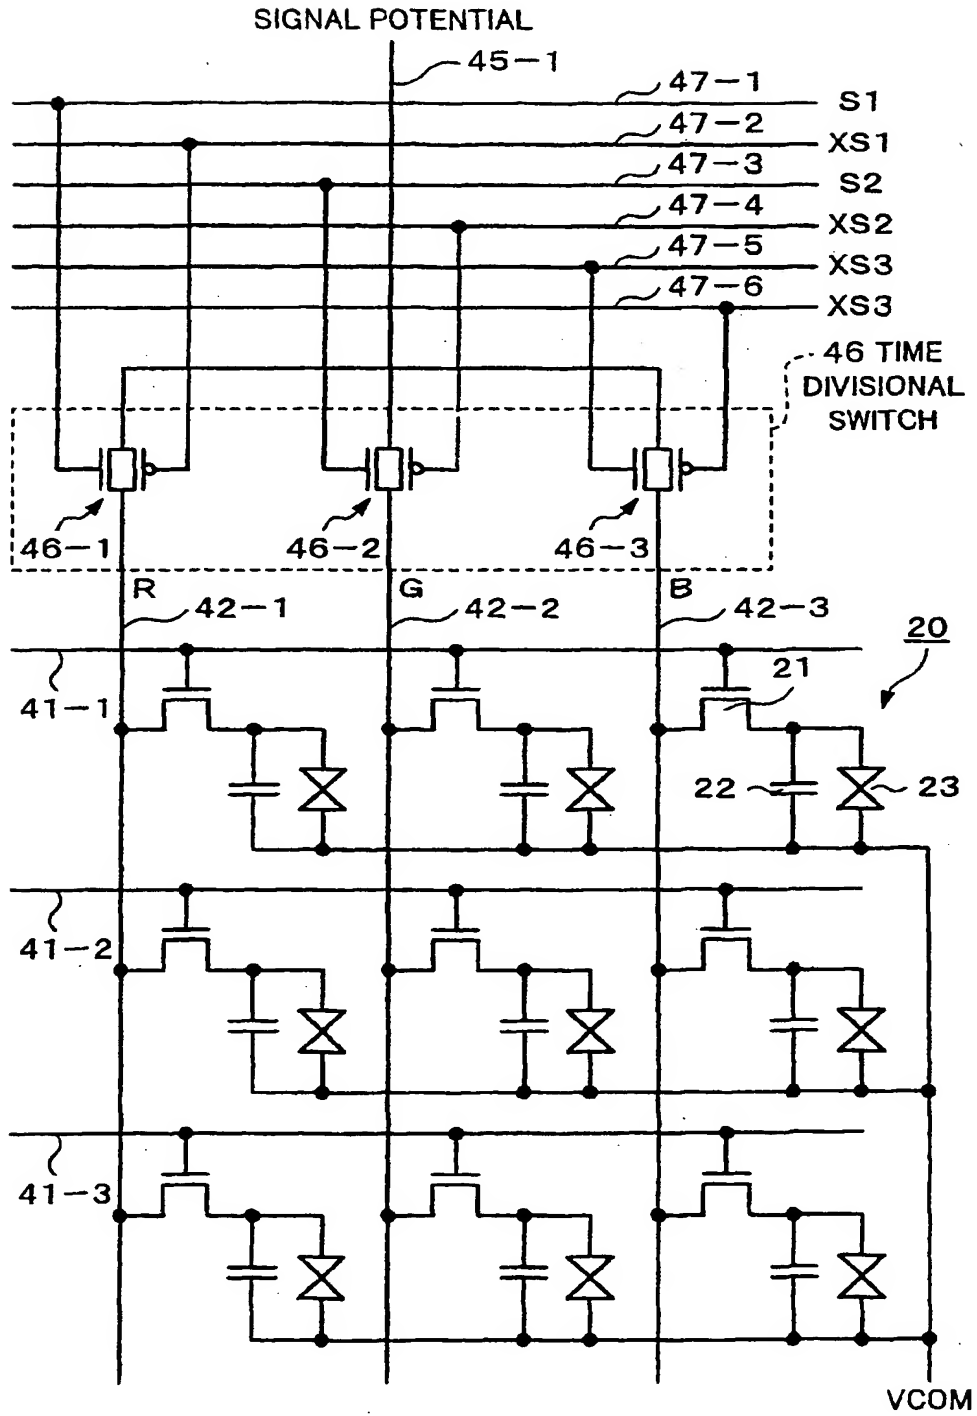 SIGNAL POTENTIAL
45-1
47-1
S1
47-2
XS1
47-3
S2
47-4
XS2
47-5
XS3
47-6
XS3
46 TIME
DIVISIONAL
SWITCH
46-1
46-2
46-3
R
G
B
42-1
42-2
42-3
20
41-1
21
22
23
41-2
41-3
VCOM